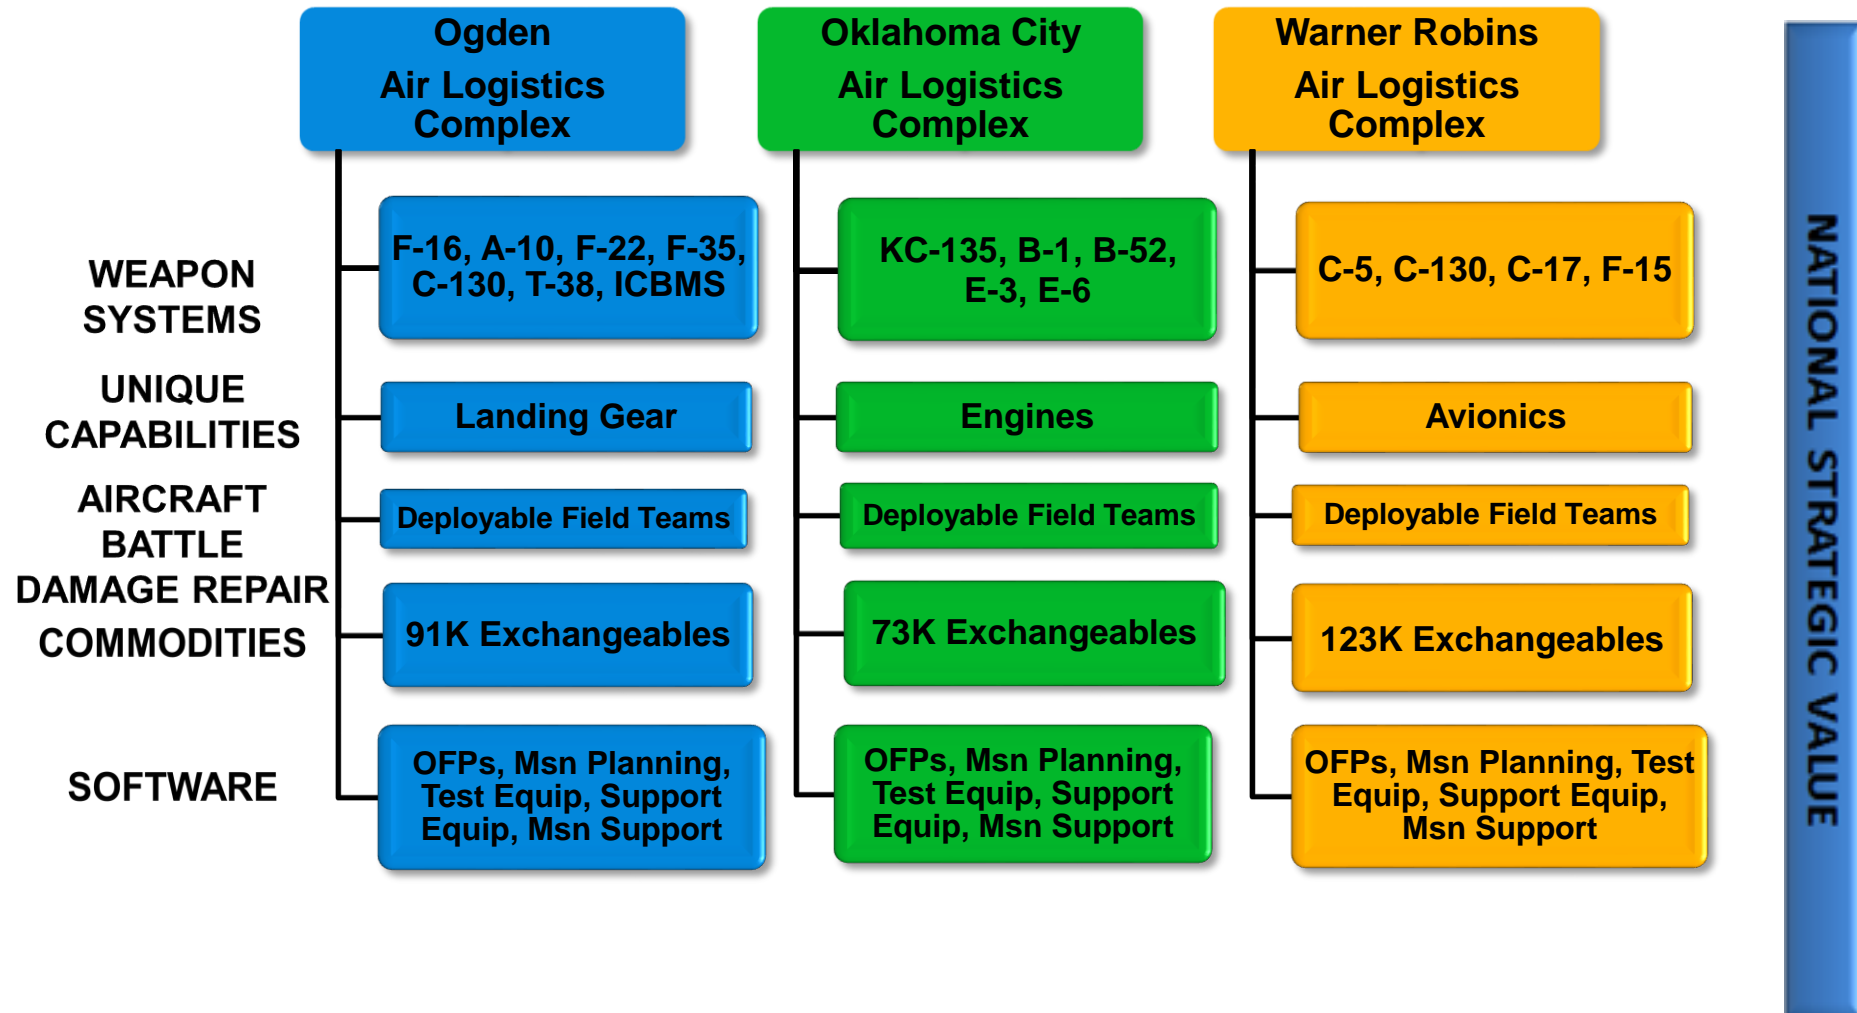 Ogden
Air Logistics
Complex
Oklahoma City
Air Logistics
Complex
Warner Robins
Air Logistics
Complex
WEAPON
SYSTEMS
F-16, A-10, F-22, F-35,
C-130, T-38, ICBMS
KC-135, B-1, B-52,
E-3, E-6
C-5, C-130, C-17, F-15
UNIQUE
CAPABILITIES
Landing Gear
Engines
Avionics
AIRCRAFT
BATTLE
DAMAGE REPAIR
Deployable Field Teams
Deployable Field Teams
Deployable Field Teams
COMMODITIES
91K Exchangeables
73K Exchangeables
123K Exchangeables
SOFTWARE
OFPs, Msn Planning,
Test Equip, Support
Equip, Msn Support
OFPs, Msn Planning,
Test Equip, Support
Equip, Msn Support
OFPs, Msn Planning, Test
Equip, Support Equip,
Msn Support
NATIONAL STRATEGIC VALUE